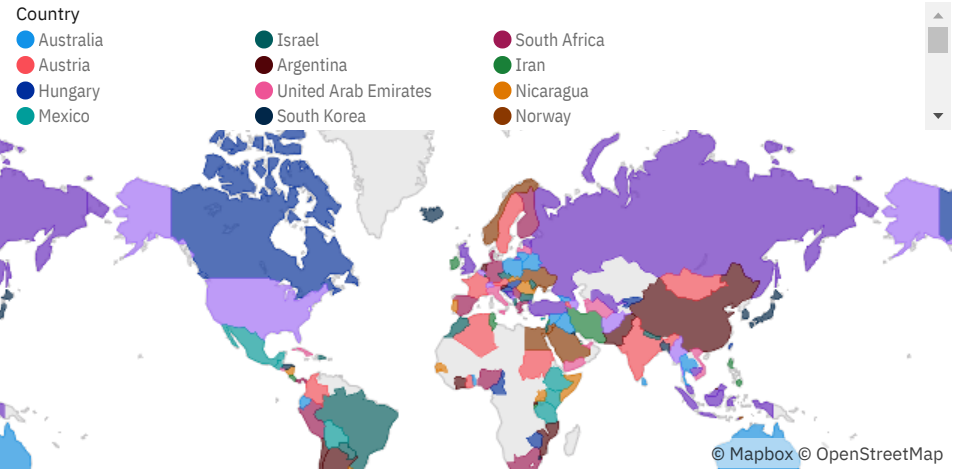 Country
Australia Israel South Africa
Austria Argentina Iran
Hungary United Arab Emirates Nicaragua
Mexico South Korea Norway
© Mapbox © OpenStreetMap